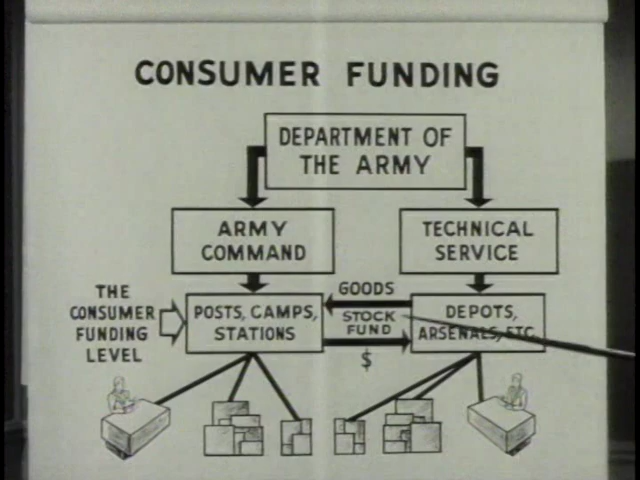 CONSUMER FUNDING
DEPARTMENT OF
THE ARMY
ARMY
COMMAND
TECHNICAL
SERVICE
THE
CONSUMER
FUNDING
LEVEL
POSTS, CAMPS,
STATIONS
GOODS
STOCK
FUND
$
DEPOTS,
ARSENALS, ETC.